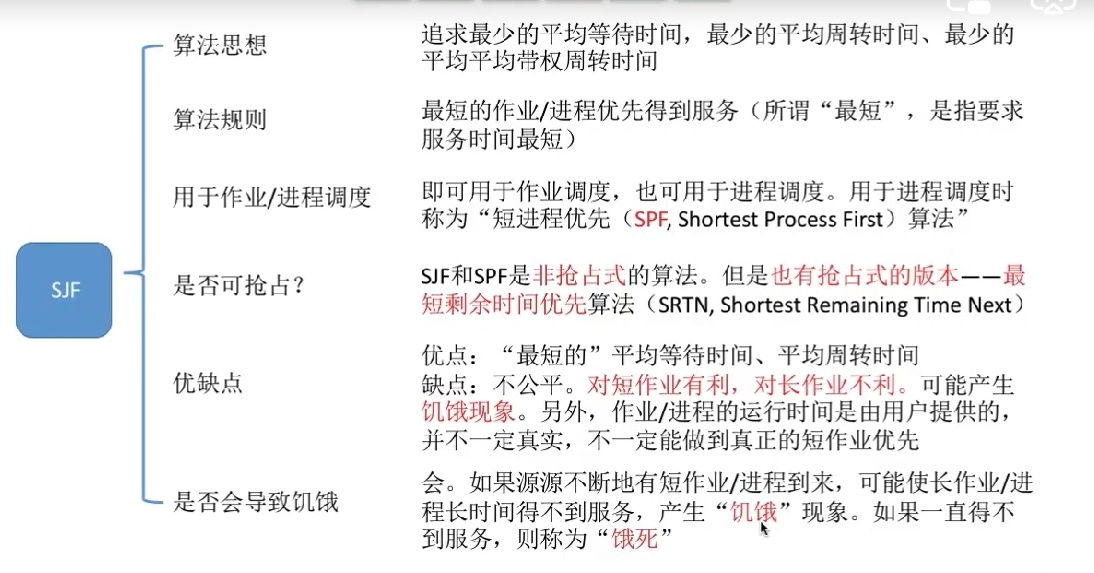 SJF
算法思想
追求最少的平均等待时间，最少的平均周转时间、最少的
平均平均带权周转时间
算法规则
最短的作业/进程优先得到服务（所谓“最短”，是指要求
服务时间最短）
用于作业/进程调度
即可用于作业调度，也可用于进程调度。用于进程调度时
称为“短进程优先（SPF, Shortest Process First）算法”
是否可抢占？
SJF和SPF是非抢占式的算法。但是也有抢占式的版本——最
短剩余时间优先算法（SRTN, Shortest Remaining Time Next）
优缺点
优点：“最短的”平均等待时间、平均周转时间
缺点：不公平。对短作业有利，对长作业不利。可能产生
饥饿现象。另外，作业/进程的运行时间是由用户提供的，
并不一定真实，不一定能做到真正的短作业优先
是否会导致饥饿
会。如果源源不断地有短作业/进程到来，可能使长作业/进
程长时间得不到服务，产生“饥饿”现象。如果一直得不
到服务，则称为“饿死”